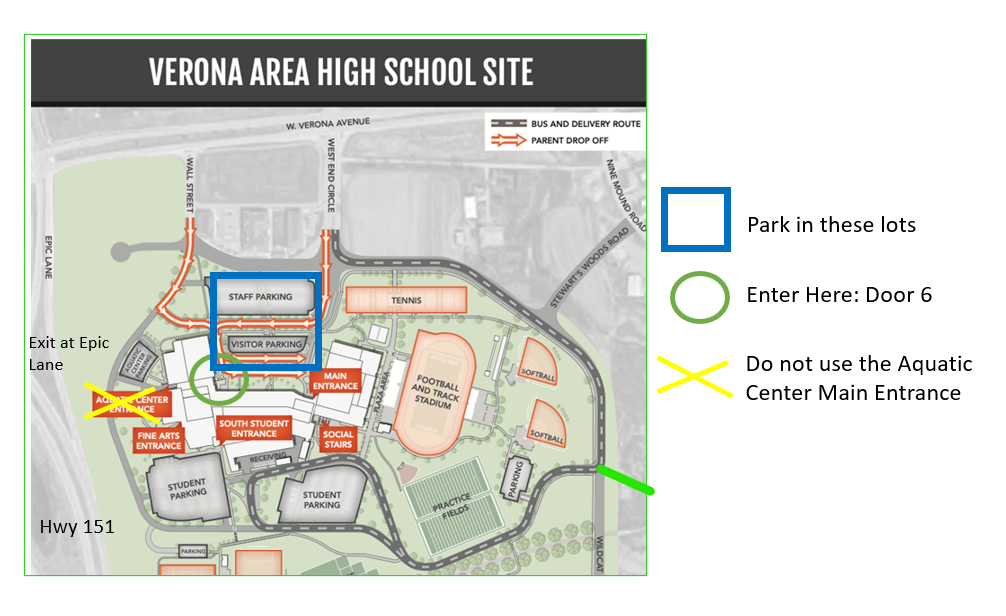 VERONA AREA HIGH SCHOOL SITE
W. VERONA AVENUE
BUS AND DELIVERY ROUTE
PARENT DROP OFF
WALL STREET
WEST END CIRCLE
NINE MOUND ROAD
EPIC LANE
STEWART'S WOODS ROAD
Park in these lots
STAFF PARKING
TENNIS
Enter Here: Door 6
VISITOR PARKING
Exit at Epic
Lane
AQUATIC
CENTER
PARKING
MAIN
ENTRANCE
PLAZA AREA
FOOTBALL
AND TRACK
STADIUM
SOFTBALL
Do not use the Aquatic
Center Main Entrance
AQUATIC CENTER
ENTRANCE
FINE ARTS
ENTRANCE
SOUTH STUDENT
ENTRANCE
SOCIAL
STAIRS
SOFTBALL
RECEIVING
STUDENT
PARKING
STUDENT
PARKING
PARKING
PRACTICE
FIELDS
Hwy 151
PARKING
WILDCAT